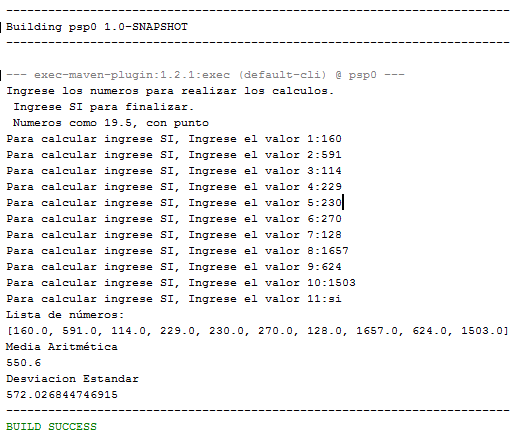 ------------------------------------------------------------------------
Building psp0 1.0-SNAPSHOT
------------------------------------------------------------------------
--- exec-maven-plugin:1.2.1:exec (default-cli) @ psp0 ---
Ingrese los numeros para realizar los calculos.
Ingrese SI para finalizar.
Numeros como 19.5, con punto
Para calcular ingrese SI, Ingrese el valor 1:160
Para calcular ingrese SI, Ingrese el valor 2:591
Para calcular ingrese SI, Ingrese el valor 3:114
Para calcular ingrese SI, Ingrese el valor 4:229
Para calcular ingrese SI, Ingrese el valor 5:230
Para calcular ingrese SI, Ingrese el valor 6:270
Para calcular ingrese SI, Ingrese el valor 7:128
Para calcular ingrese SI, Ingrese el valor 8:1657
Para calcular ingrese SI, Ingrese el valor 9:624
Para calcular ingrese SI, Ingrese el valor 10:1503
Para calcular ingrese SI, Ingrese el valor 11:si
Lista de números:
[160.0, 591.0, 114.0, 229.0, 230.0, 270.0, 128.0, 1657.0, 624.0, 1503.0]
Media Aritmética
550.6
Desviacion Estandar
572.026844746915
------------------------------------------------------------------------
BUILD SUCCESS